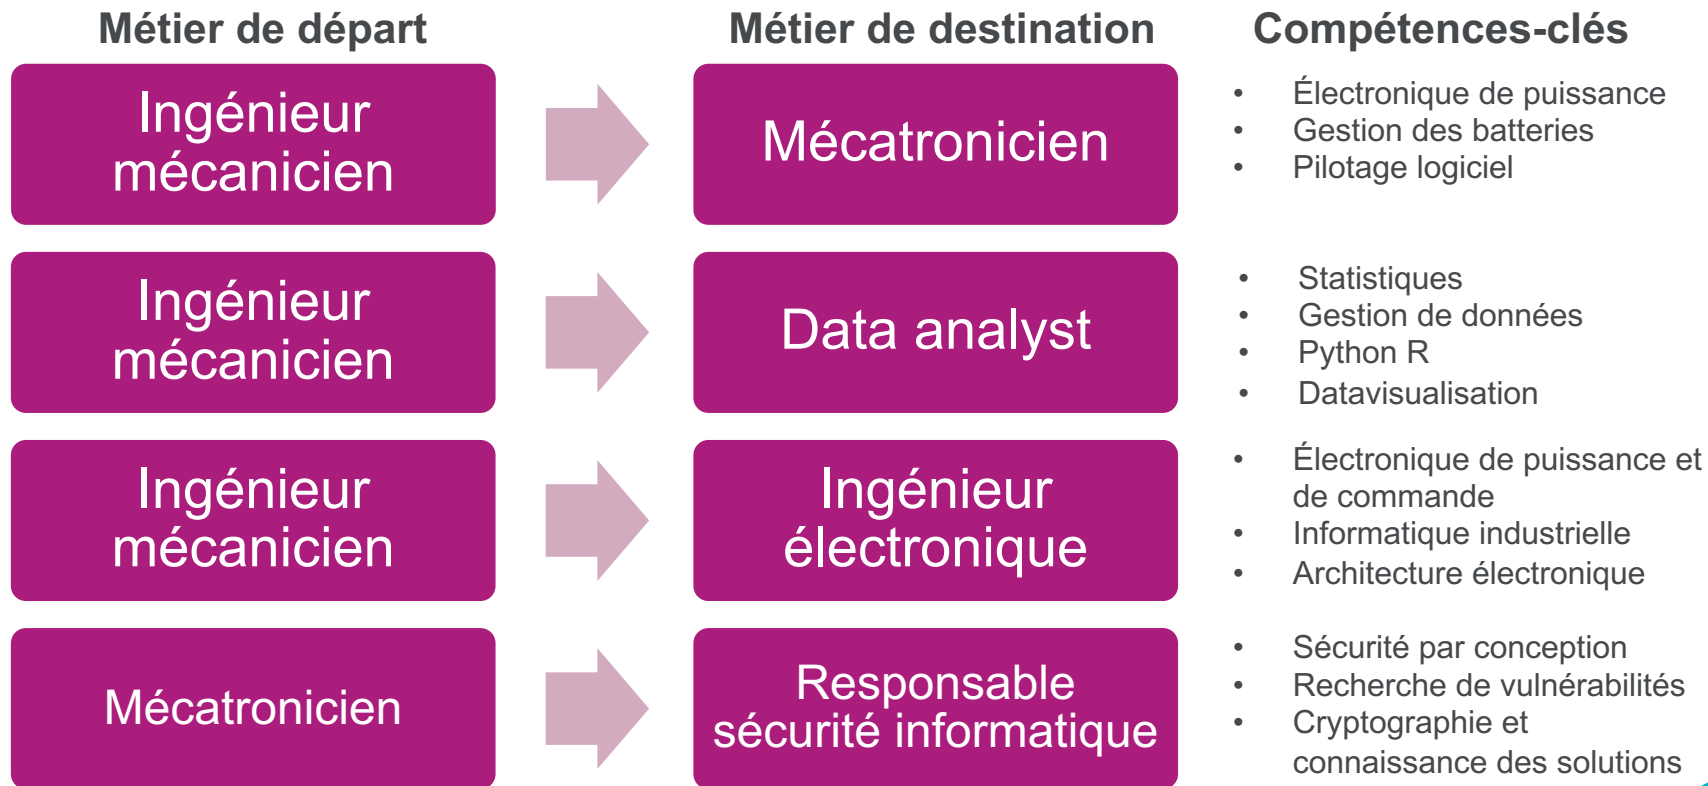 Métier de départ
Métier de destination
Compétences-clés
Ingénieur
mécanicien
Mécatronicien
• Électronique de puissance
• Gestion des batteries
• Pilotage logiciel
Ingénieur
mécanicien
Data analyst
• Statistiques
• Gestion de données
• Python R
• Datavisualisation
Ingénieur
mécanicien
Ingénieur
électronique
• Électronique de puissance et
de commande
• Informatique industrielle
• Architecture électronique
Mécatronicien
Responsable
sécurité informatique
• Sécurité par conception
• Recherche de vulnérabilités
• Cryptographie et
connaissance des solutions